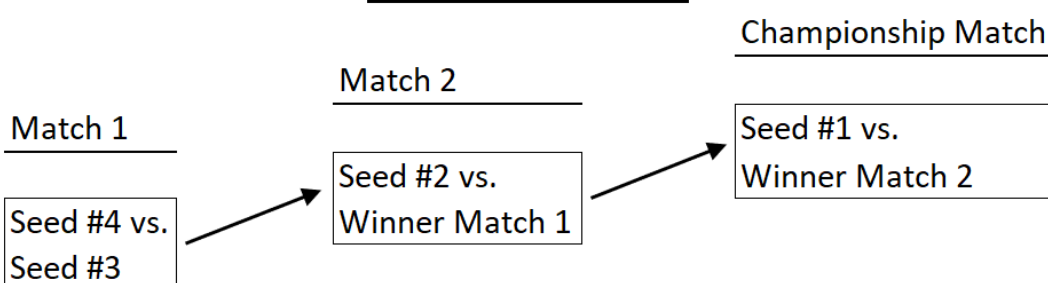 Championship Match
Match 2
Match 1
Seed #1 vs.
Winner Match 2
Seed #2 vs.
Winner Match 1
Seed #4 vs.
Seed #3